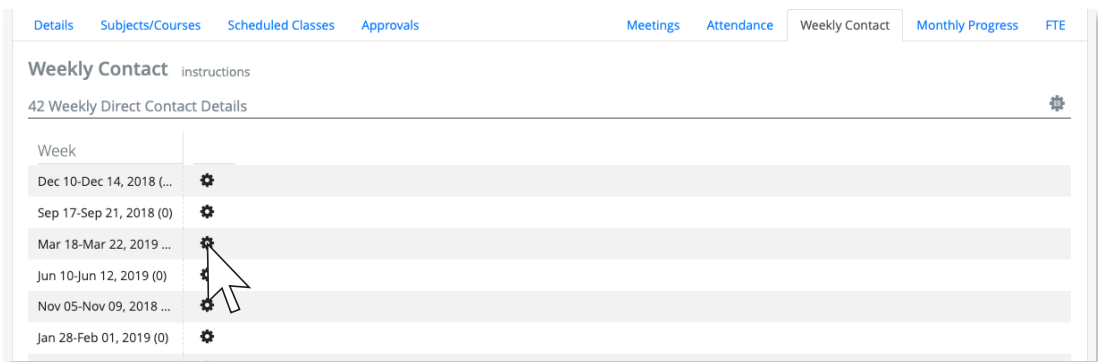 Details Subjects/Courses Scheduled Classes Approvals Meetings Attendance Weekly Contact Monthly Progress FTE
Weekly Contact instructions
42 Weekly Direct Contact Details
Week
Dec 10-Dec 14, 2018 (...
Sep 17-Sep 21, 2018 (0)
Mar 18-Mar 22, 2019 ...
Jun 10-Jun 12, 2019 (0)
Nov 05-Nov 09, 2018 ...
Jan 28-Feb 01, 2019 (0)